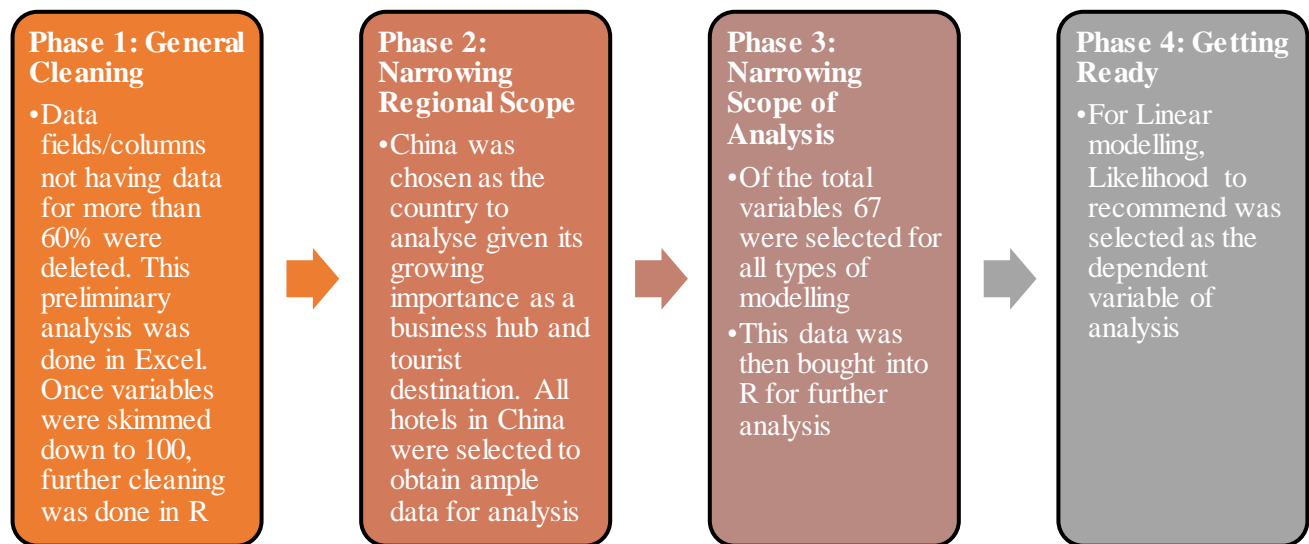 Phase 1: General
Cleaning
•Data
fields/columns
not having data
for more than
60% were
deleted. This
preliminary
analysis was
done in Excel.
Once variables
were skimmed
down to 100,
further cleaning
was done in R
Phase 2:
Narrowing
Regional Scope
•China was
chosen as the
country to
analyse given its
growing
importance as a
business hub and
tourist
destination. All
hotels in China
were selected to
obtain ample
data for analysis
Phase 3:
Narrowing
Scope of
Analysis
•Of the total
variables 67
were selected for
all types of
modelling
•This data was
then bought into
R for further
analysis
Phase 4: Getting
Ready
•For Linear
modelling,
Likelihood to
recommend was
selected as the
dependent
variable of
analysis